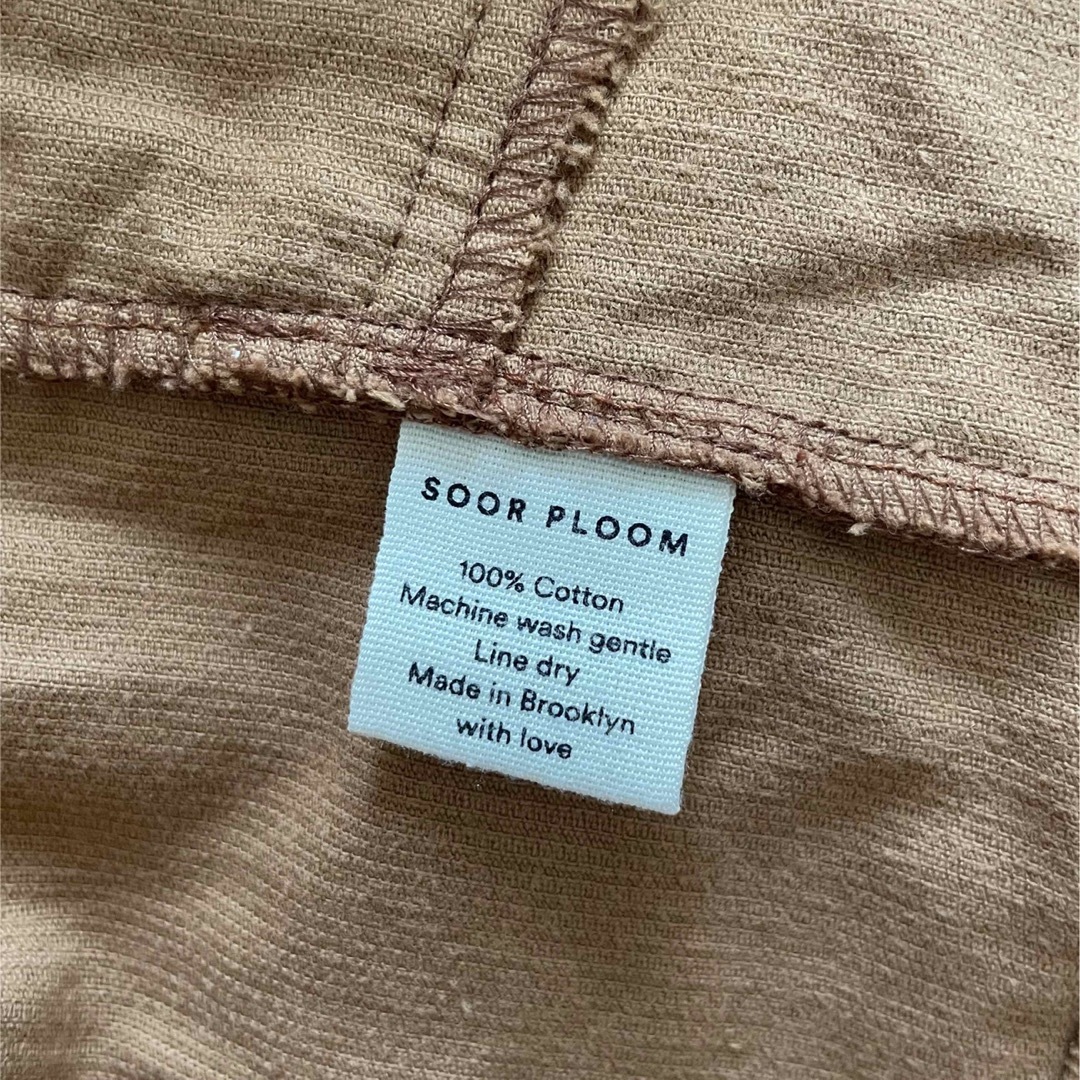 SOOR PLOOM
100% Cotton
Machine wash gentle
Line dry
Made in Brooklyn
with love